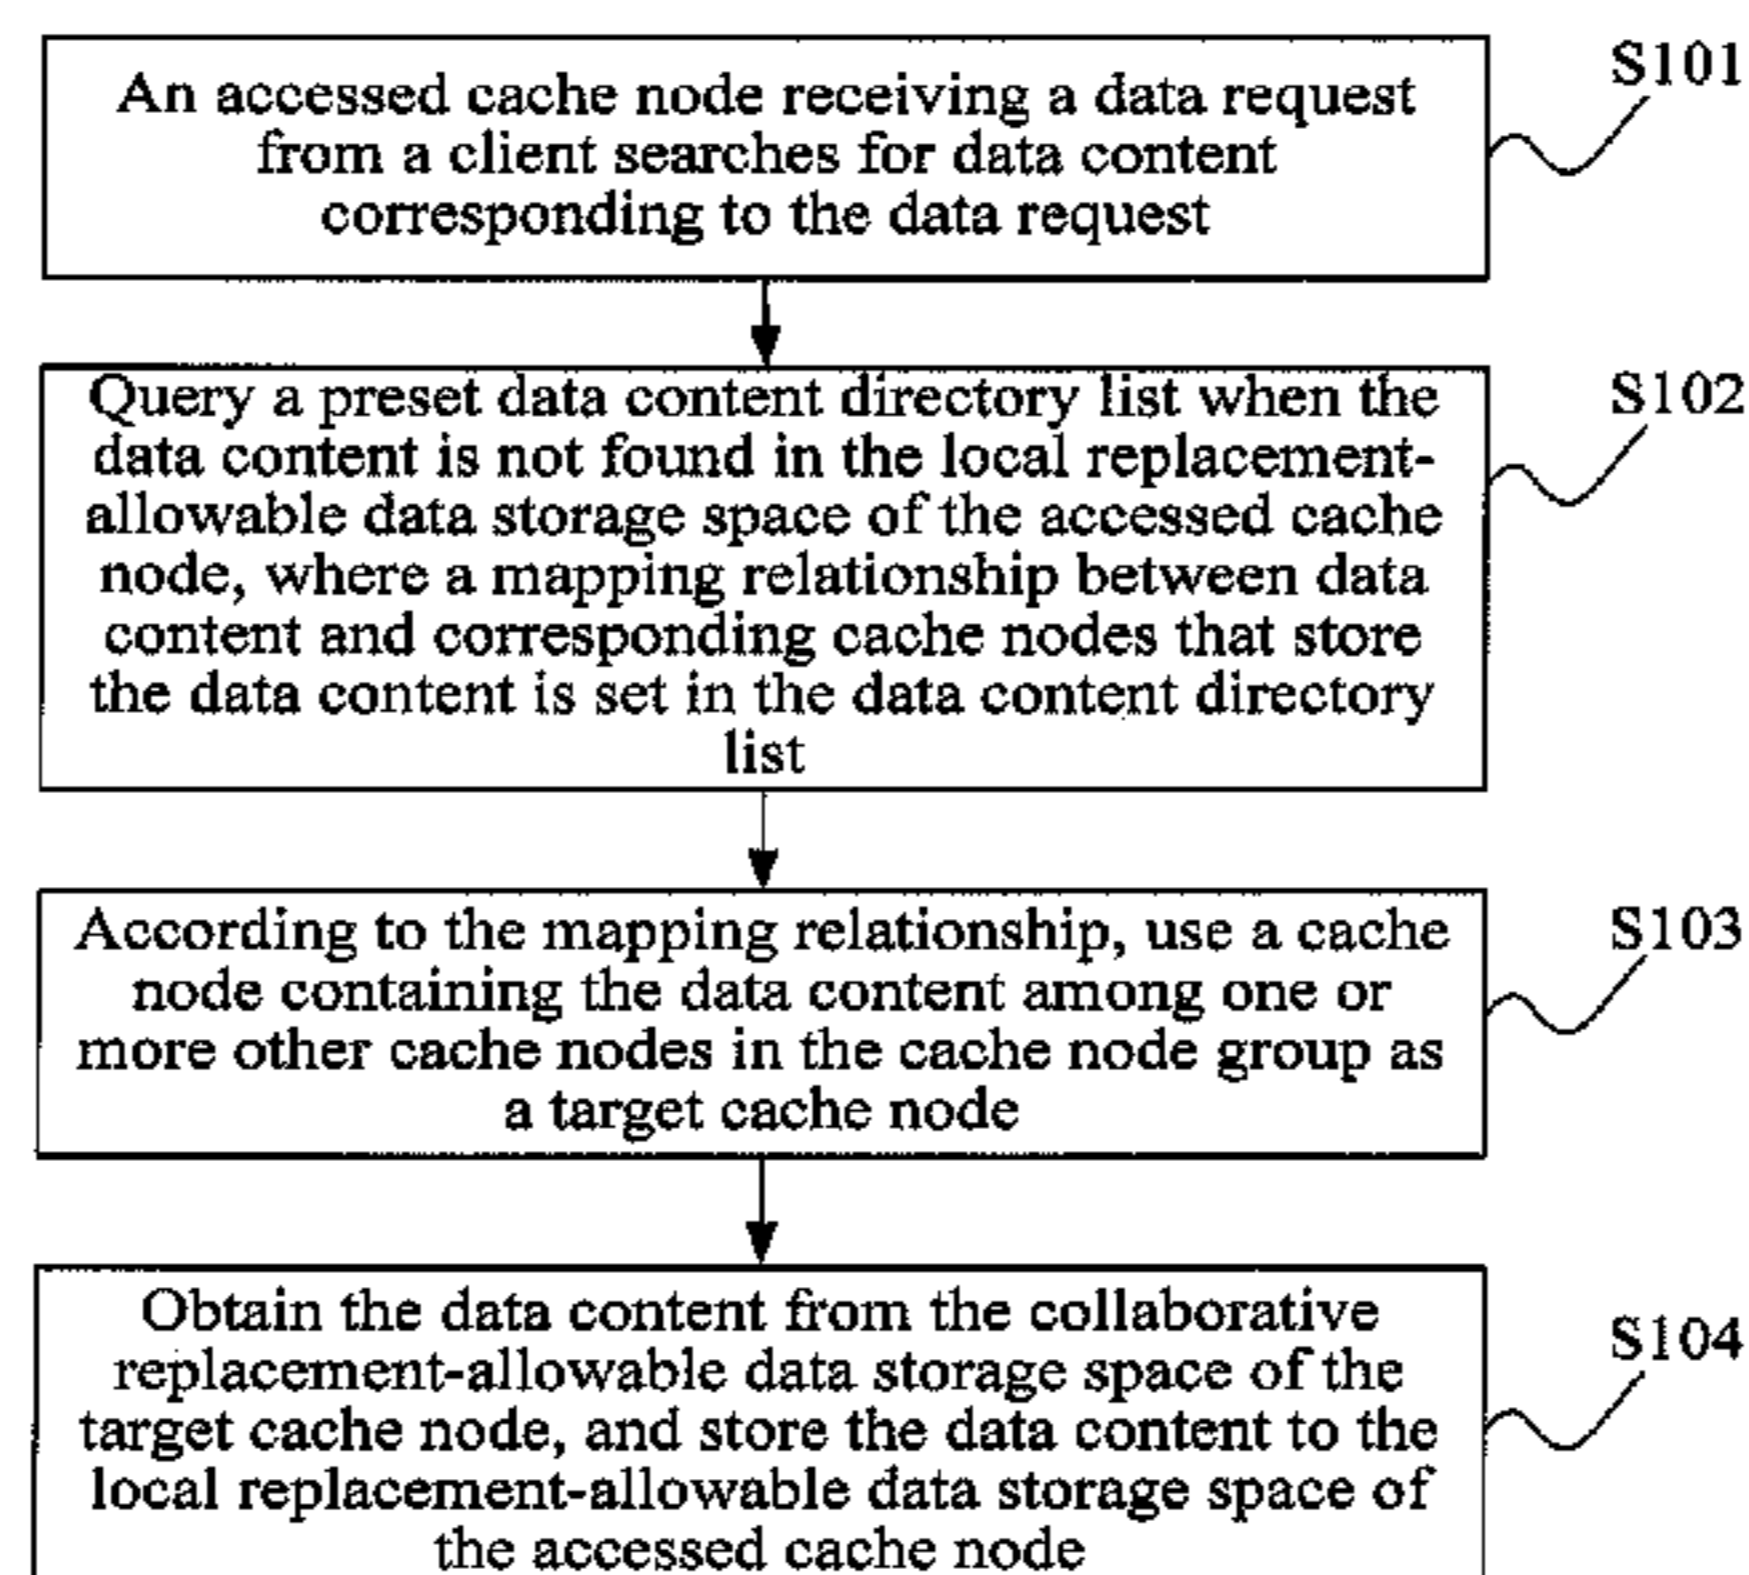 An accessed cache node receiving a data request
from a client searches for data content
corresponding to the data request
S101
Query a preset data content directory list when the
data content is not found in the local replacement-
allowable data storage space of the accessed cache
node, where a mapping relationship between data
content and corresponding cache nodes that store
the data content is set in the data content directory
list
S102
According to the mapping relationship, use a cache
node containing the data content among one or
more other cache nodes in the cache node group as
a target cache node
S103
Obtain the data content from the collaborative
replacement-allowable data storage space of the
target cache node, and store the data content to the
local replacement-allowable data storage space of
the accessed cache node
S104